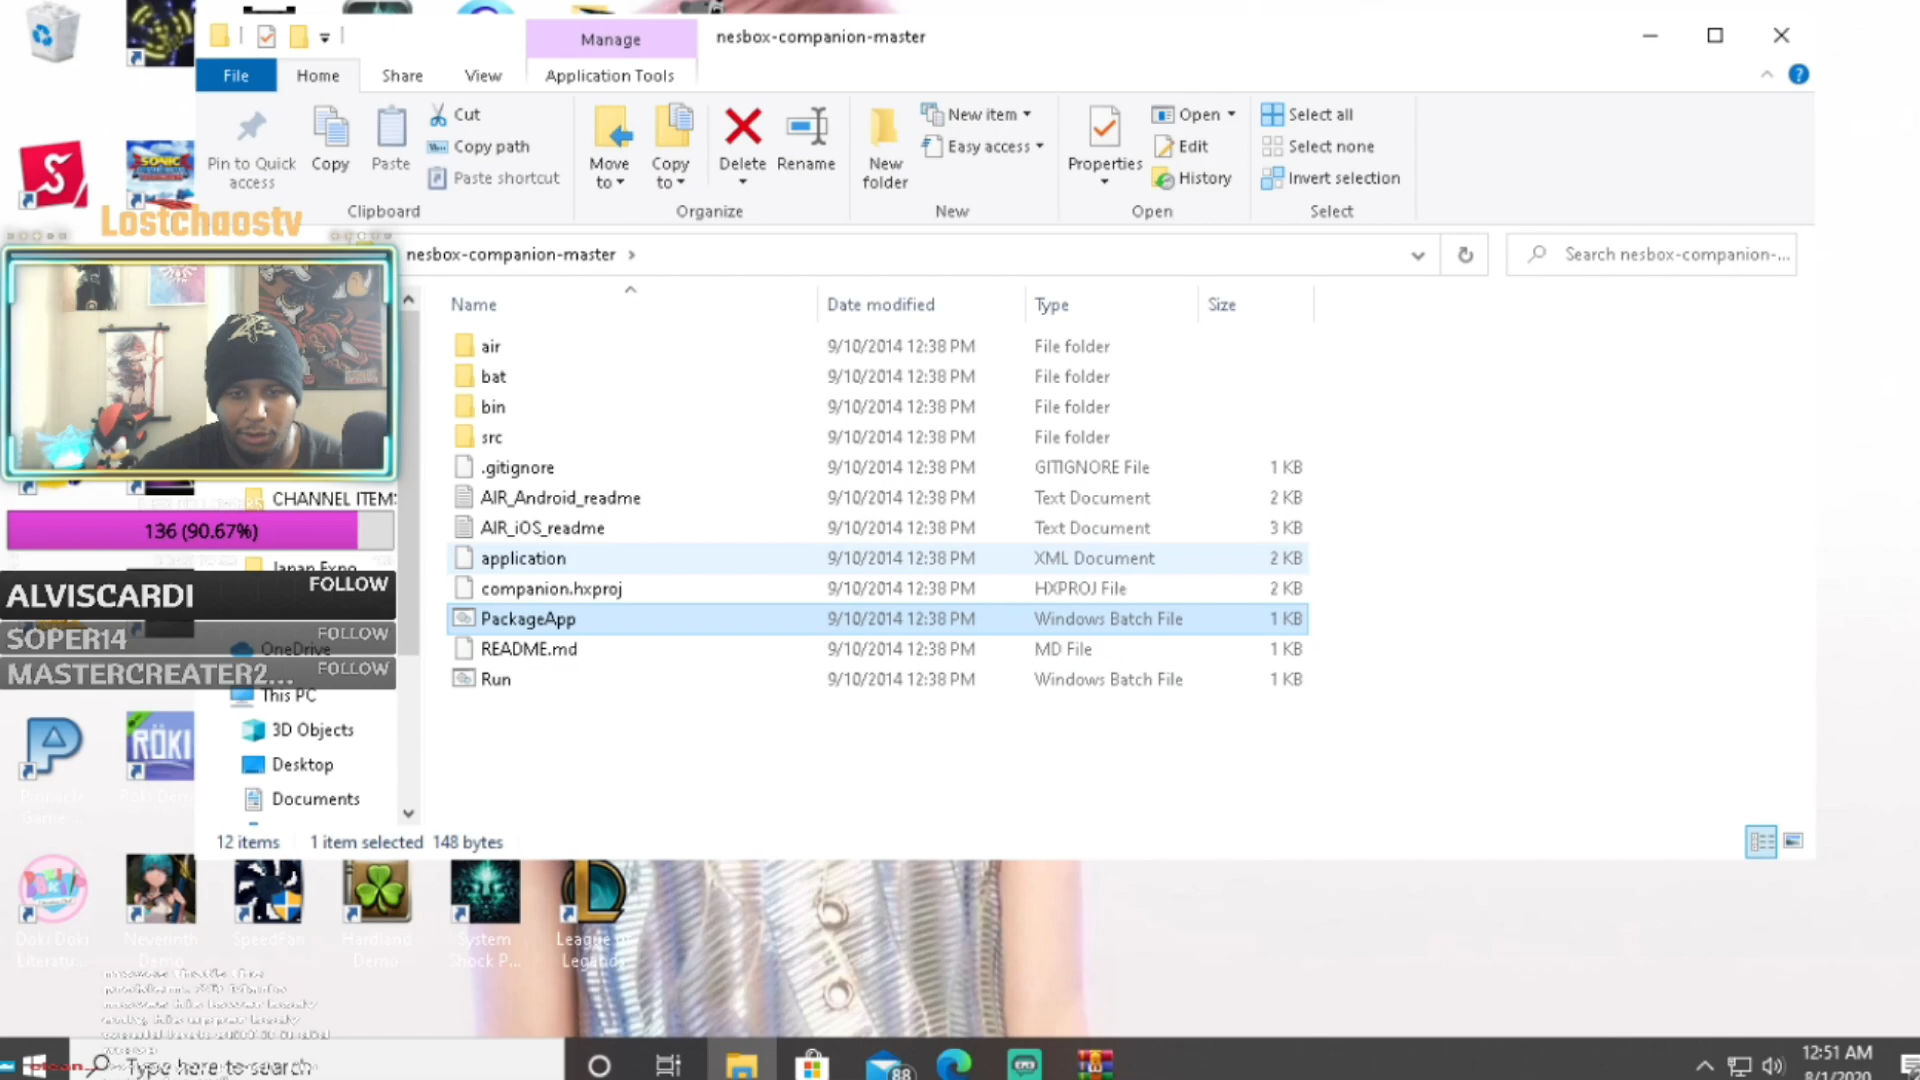 Manage
nesbox-companion-master
File
Home
Share
View
Application Tools
Pin to Quick access
Copy
Paste
Cut
Copy path
Paste shortcut
Clipboard
Move to
Copy to
Delete
Rename
Organize
New folder
New item
Easy access
New
Properties
Open
Edit
History
Open
Select all
Select none
Invert selection
Select
Lostchaostv
nesbox-companion-master
Search nesbox-companion-...
Name
Date modified
Type
Size
air 9/10/2014 12:38 PM File folder
bat 9/10/2014 12:38 PM File folder
bin 9/10/2014 12:38 PM File folder
src 9/10/2014 12:38 PM File folder
.gitignore 9/10/2014 12:38 PM GITIGNORE File 1 KB
AIR_Android_readme 9/10/2014 12:38 PM Text Document 2 KB
AIR_iOS_readme 9/10/2014 12:38 PM Text Document 3 KB
application 9/10/2014 12:38 PM XML Document 2 KB
companion.hxproj 9/10/2014 12:38 PM HXPROJ File 2 KB
PackageApp 9/10/2014 12:38 PM Windows Batch File 1 KB
README.md 9/10/2014 12:38 PM MD File 1 KB
Run 9/10/2014 12:38 PM Windows Batch File 1 KB
CHANNEL ITEM
136 (90.67%)
Japan Expo
ALVISCARDI FOLLOW
SOPER14 FOLLOW
OneDrive
MASTERCREATER2... FOLLOW
This PC
3D Objects
Desktop
Documents
12 items
1 item selected 148 bytes
RÖKI
Doki Doki Literatu...
Neverinth Demo
SpeedFan
Hardland Demo
System Shock P...
League of Legends
Type here to search
88
12:51 AM
8/1/2020